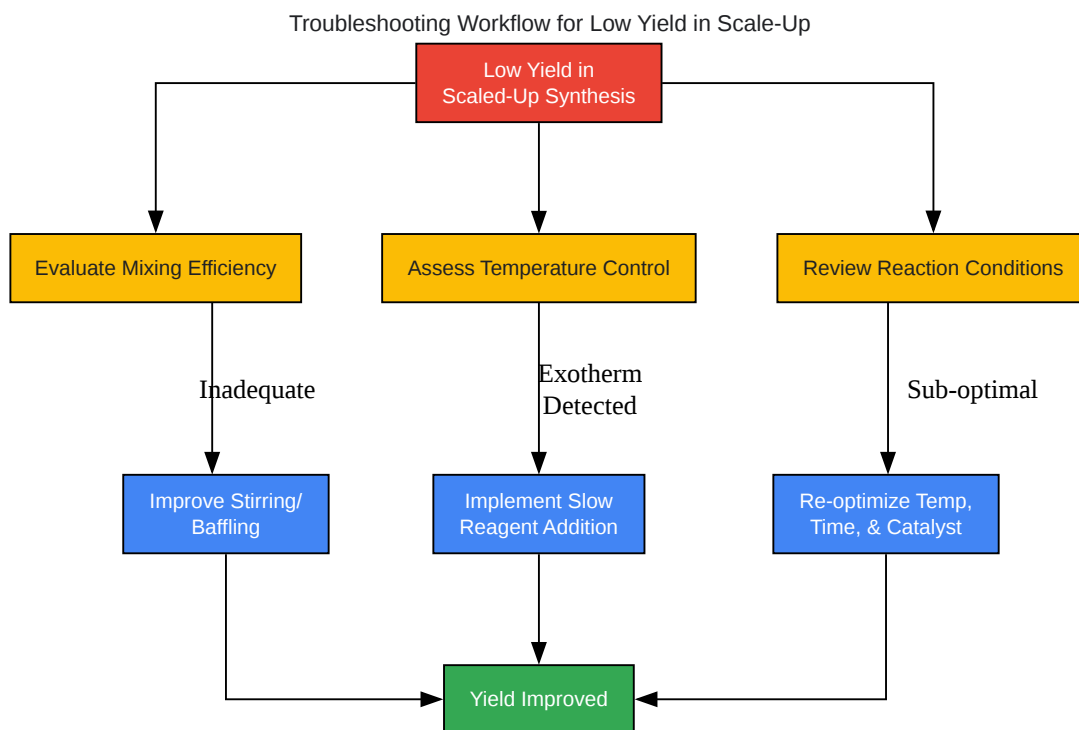 Troubleshooting Workflow for Low Yield in Scale-Up
Low Yield in
Scaled-Up Synthesis
Evaluate Mixing Efficiency
Assess Temperature Control
Review Reaction Conditions
Inadequate
Exotherm
Detected
Sub-optimal
Improve Stirring/
Baffling
Implement Slow
Reagent Addition
Re-optimize Temp,
Time, & Catalyst
Yield Improved